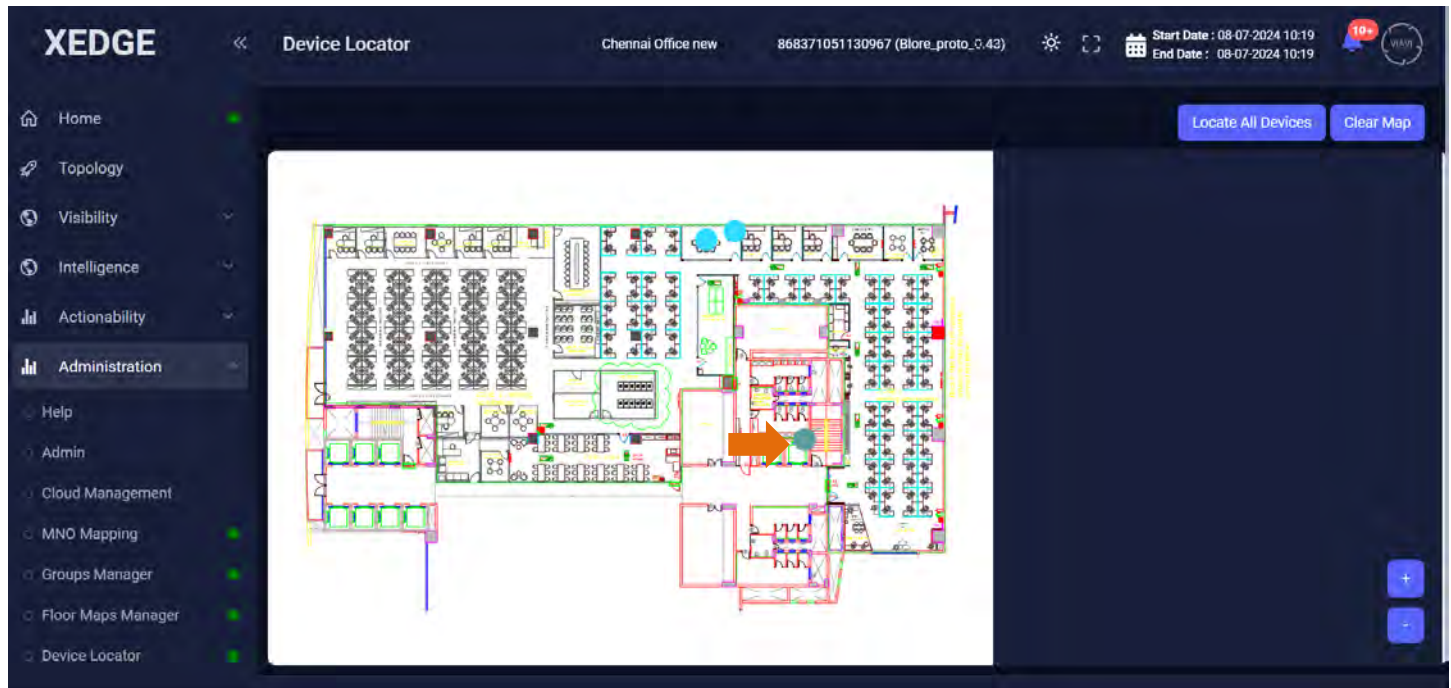 XEDGE
Device Locator
Chennai Office new
868371051130967 (Blore_proto_0.43)
Start Date : 08-07-2024 10:19
End Date : 08-07-2024 10:19
10+
VIAVI
Home
Locate All Devices
Clear Map
Topology
Visibility
Intelligence
Actionability
Administration
Help
Admin
Cloud Management
MNO Mapping
Groups Manager
+
Floor Maps Manager
-
Device Locator